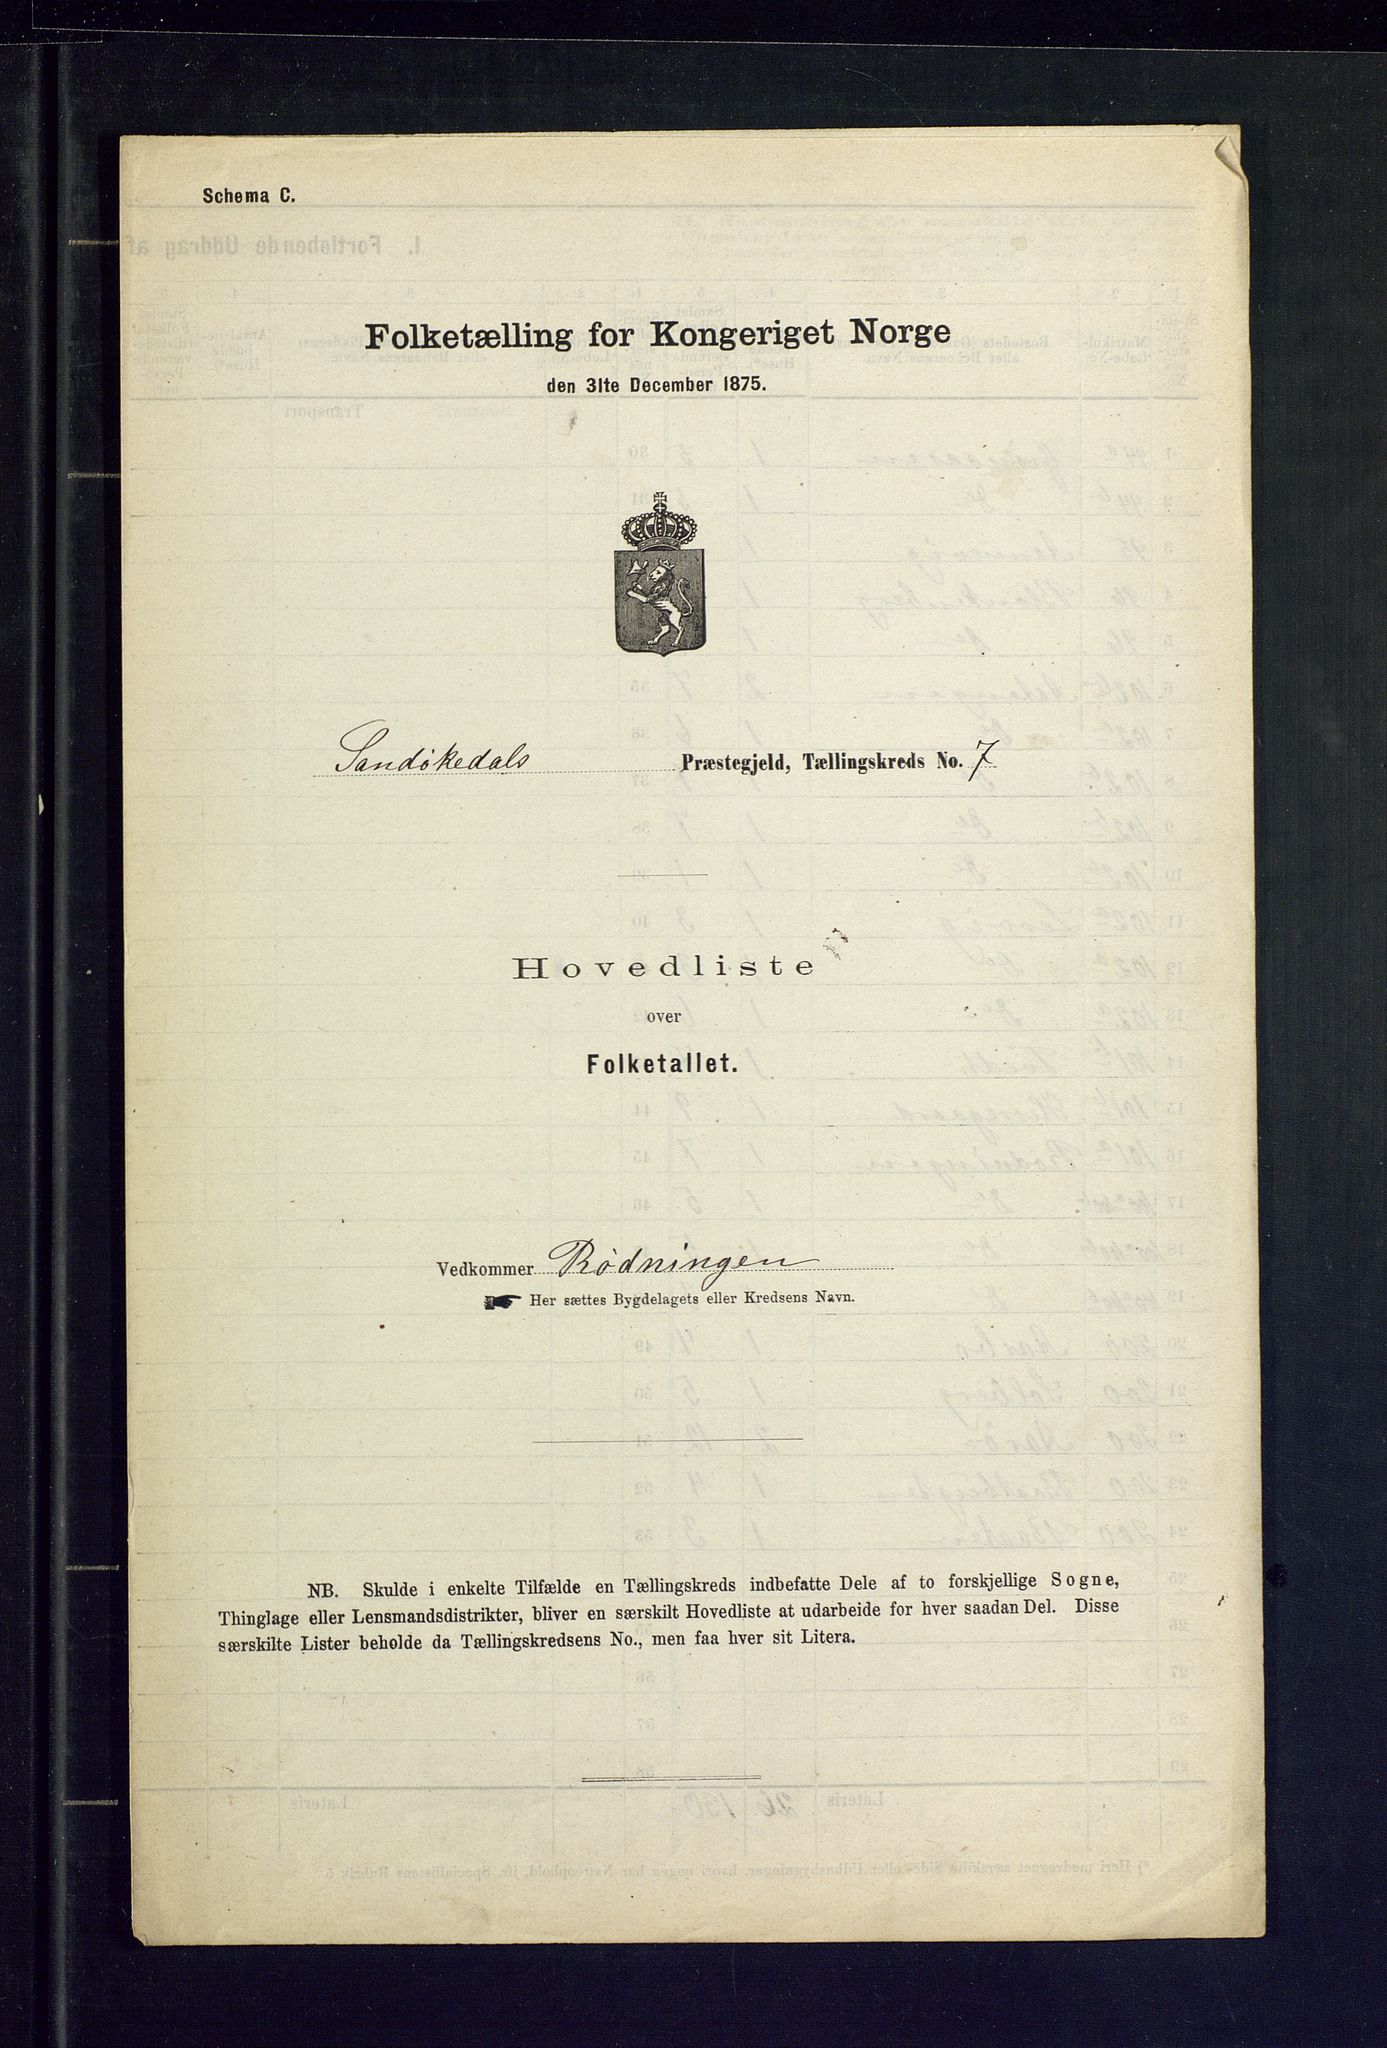 Schema C.
Folketælling for Kongeriget Norge
den 31te December 1875.
Sandökedals Præstegjeld, Tællingskreds No. 7
Hovedliste
over
Folketallet.
Vedkommer Rödningen
Her sættes Bygdelagets eller Kredsens Navn.
NB. Skulde i enkelte Tilfælde en Tællingskreds indbefatte Dele af to forskjellige Sogne,
Thinglage eller Lensmandsdistrikter, bliver en særskilt Hovedliste at udarbeide for hver saadan Del. Disse
særskilte Lister beholde da Tællingskredsens No., men faa hver sit Litera.